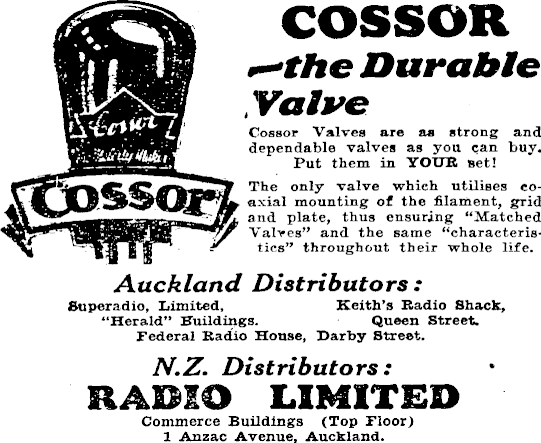 COSSOR
—the Durable
Valve
Cossor Valves are as strong and
dependable valves as you can buy.
Put them in YOUR set!
The only valve which utilises co-
axial mounting of the filament, grid
and plate, thus ensuring "Matched
Valves" and the same "characteris-
tics" throughout their whole life.
Cossor
COSSOR
Auckland Distributors:
Superadio, Limited,
"Herald" Buildings.
Keith's Radio Shack,
Queen Street.
Federal Radio House, Darby Street.
N.Z. Distributors:
RADIO LIMITED
Commerce Buildings (Top Floor)
1 Anzac Avenue, Auckland.